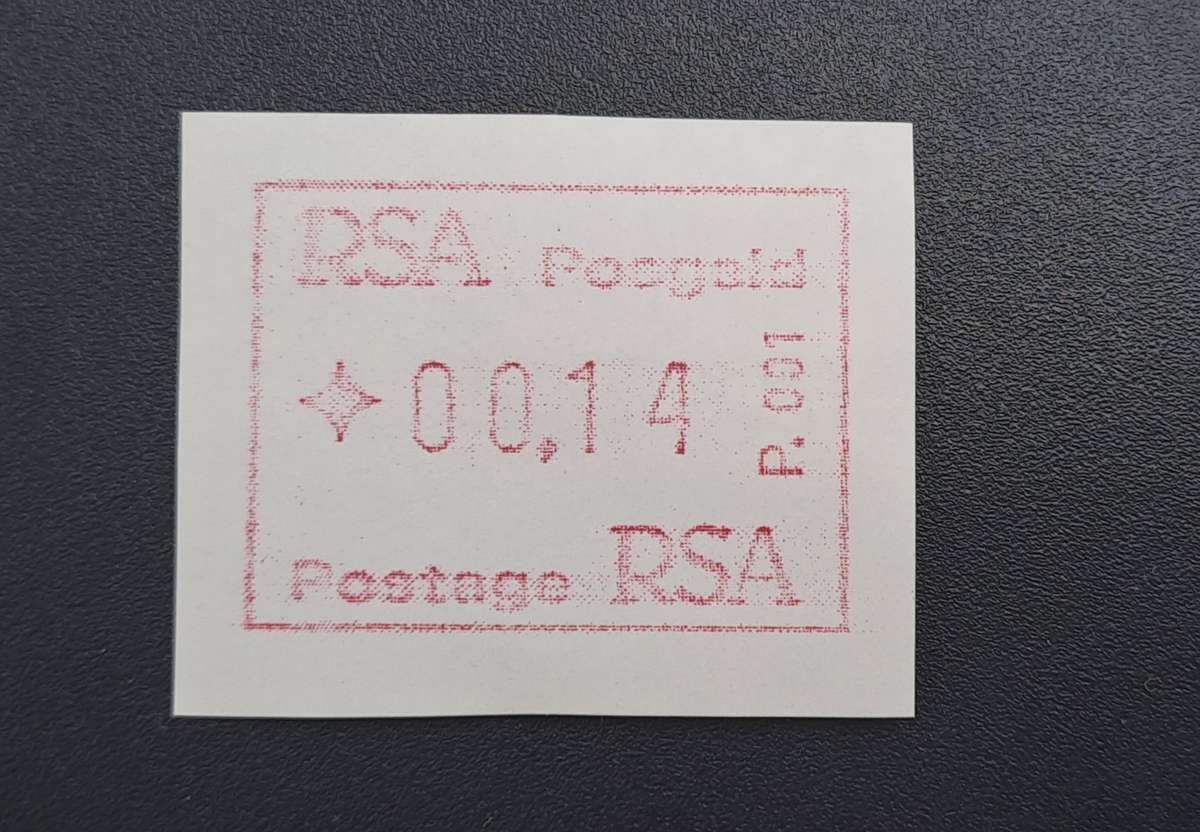 RSA Posgeld
00,14
P.001
Postage RSA